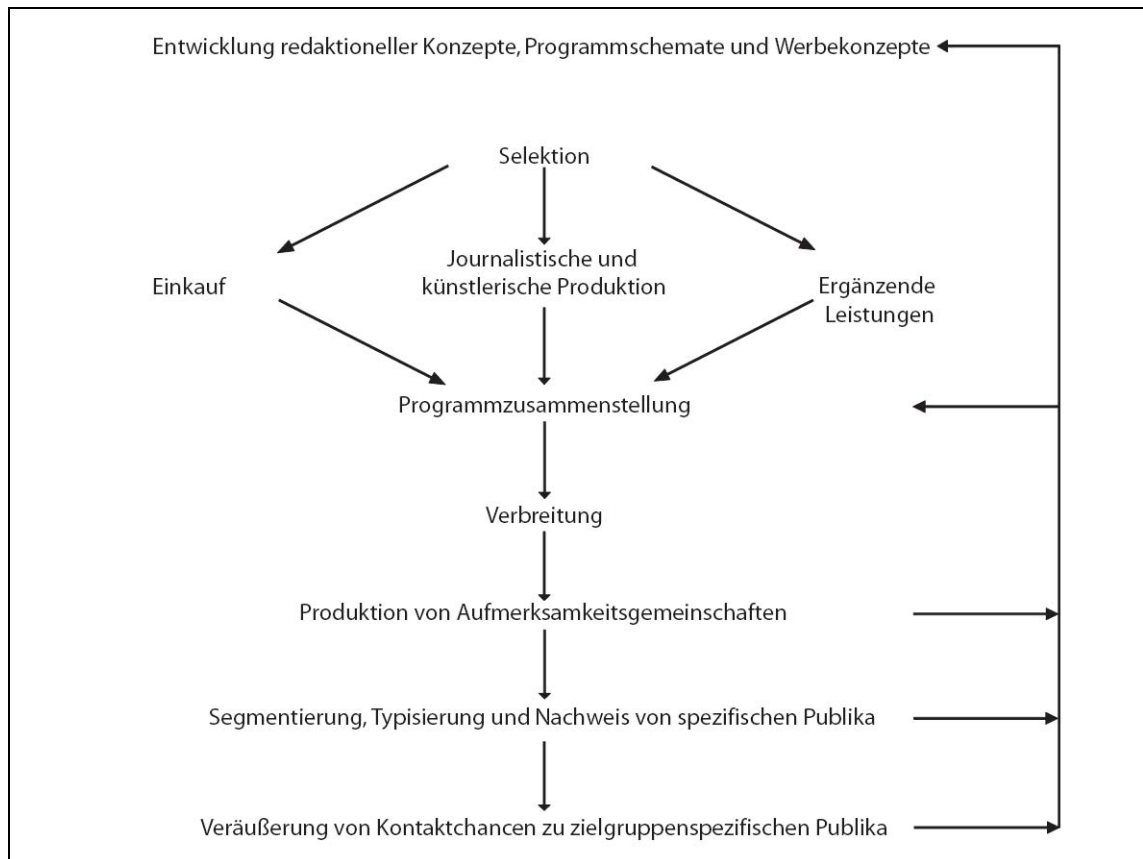 Entwicklung redaktioneller Konzepte, Programmschemate und Werbekonzepte
Selektion
Einkauf
Journalistische und
künstlerische Produktion
Ergänzende
Leistungen
Programmzusammenstellung
Verbreitung
Produktion von Aufmerksamkeitsgemeinschaften
Segmentierung, Typisierung und Nachweis von spezifischen Publika
Veräußerung von Kontaktchancen zu zielgruppenspezifischen Publika